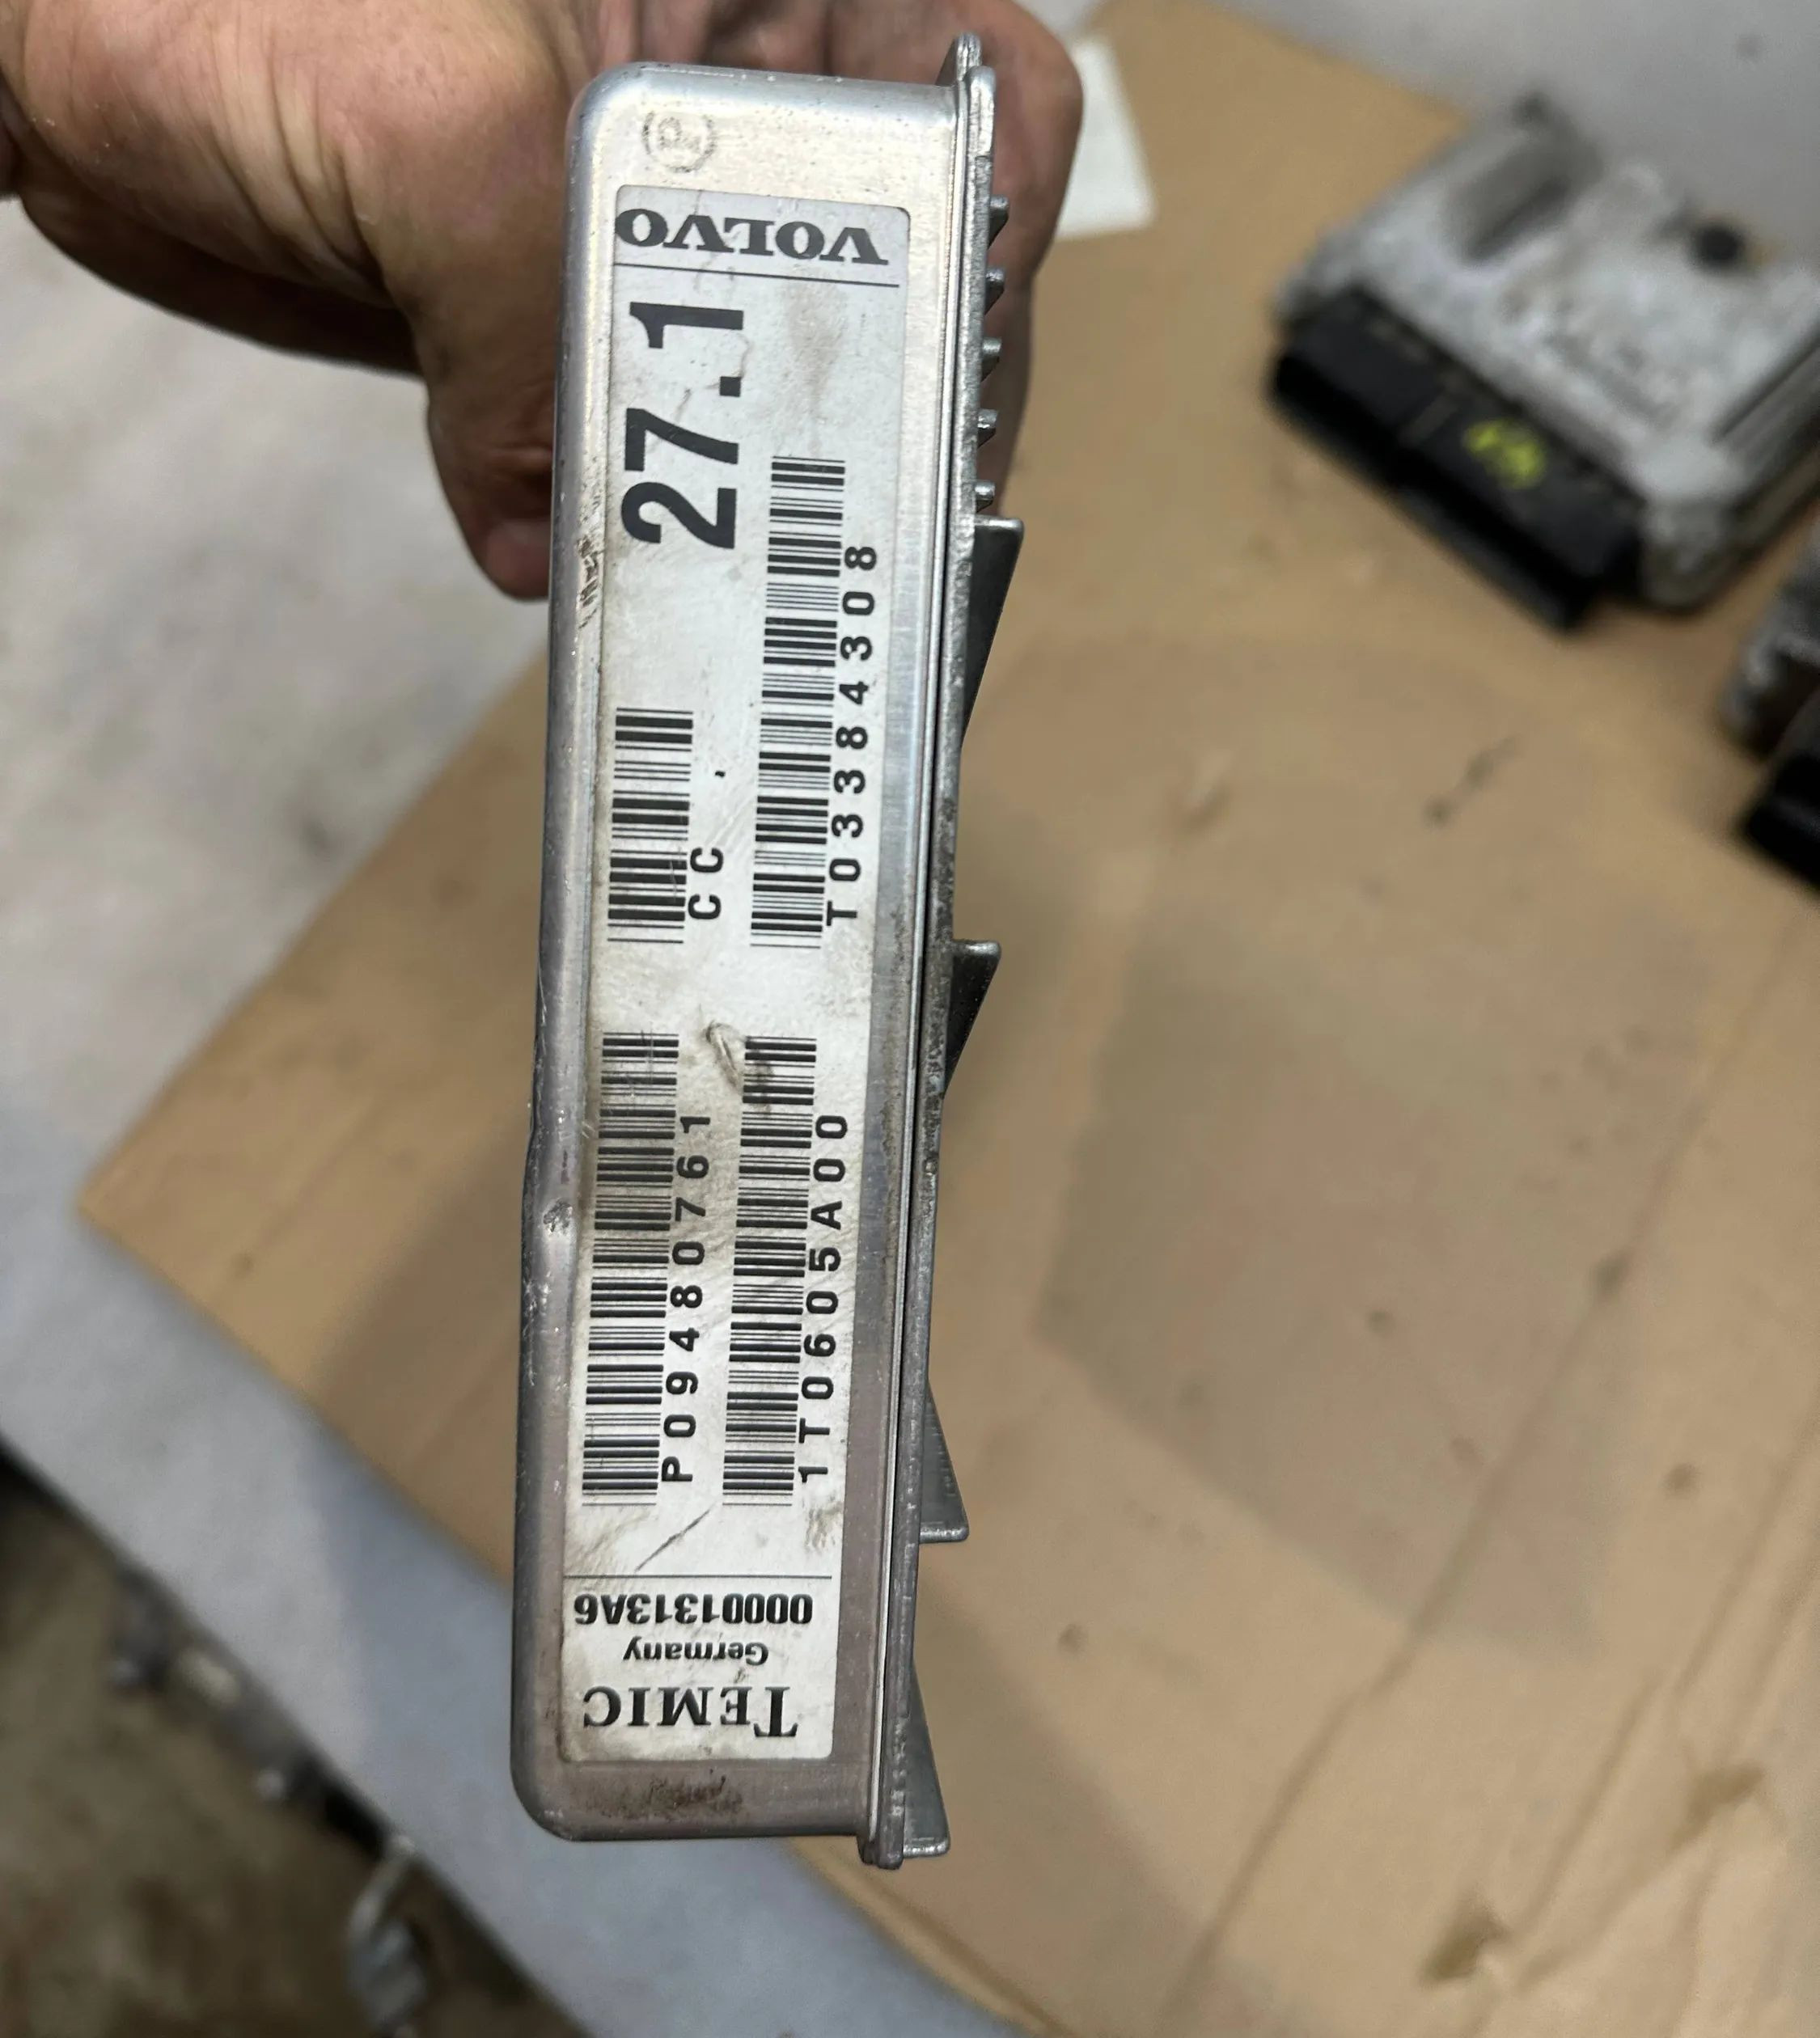 VOLVO
27.1
CC
T03384308
P09480761
1T0605A00
00001313A6
Germany
TEMIC